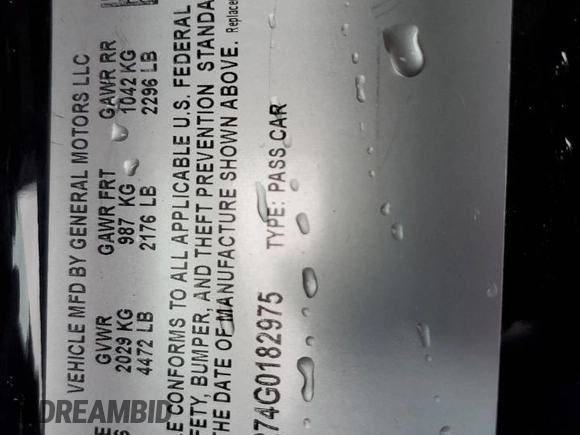 VEHICLE MFD BY GENERAL MOTORS LLC
GVWR GAWR FRT GAWR RR
2029 KG 987 KG 1042 KG
4472 LB 2176 LB 2296 LB
E CONFORMS TO ALL APPLICABLE U.S. FEDERAL
FETY, BUMPER, AND THEFT PREVENTION STANDA
THE DATE OF MANUFACTURE SHOWN ABOVE. Replace
274G0182975 TYPE: PASS CAR
DREAMBID